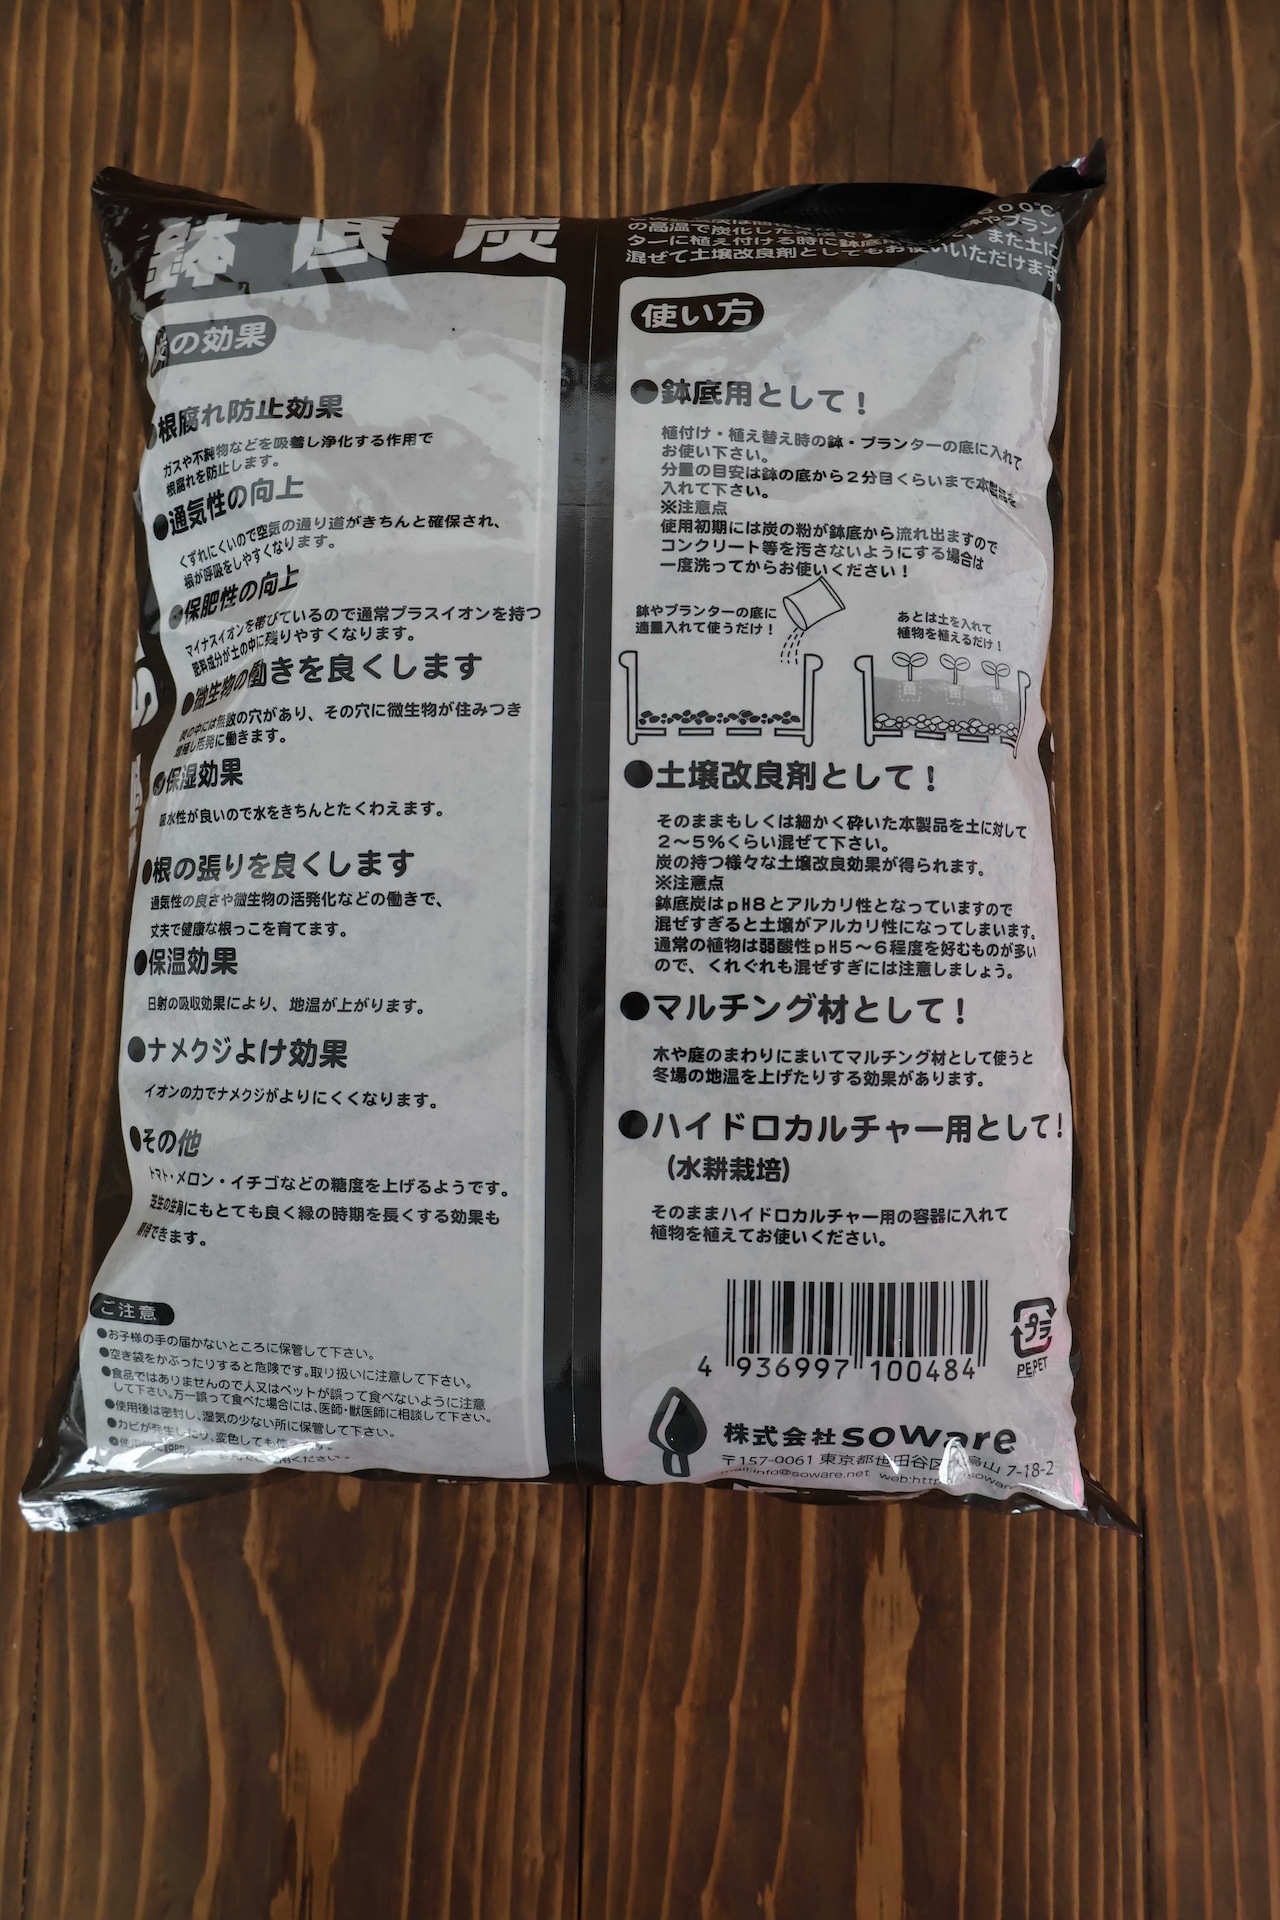 鉢底炭
の高温で炭化した
500℃
鉢やプラン
ターに植え付ける時に鉢底
また土に
混ぜて土壌改良剤としてもお使いいただけます。
炭の効果
●根腐れ防止効果
ガスや不純物などを吸着し浄化する作用で
根腐れを防止します。
●通気性の向上
くずれにくいので空気の通り道がきちんと確保され、
根が呼吸をしやすくなります。
●保肥性の向上
マイナスイオンを帯びているので通常プラスイオンを持つ
肥料成分が土の中に残りやすくなります。
●微生物の働きを良くします
炭の中には無数の穴があり、その穴に微生物が住みつき
増殖し活発に働きます。
●保湿効果
吸水性が良いので水をきちんとたくわえます。
●根の張りを良くします
通気性の良さや微生物の活発化などの働きで、
丈夫で健康な根っこを育てます。
●保温効果
日射の吸収効果により、地温が上がります。
●ナメクジよけ効果
イオンの力でナメクジがよりにくくなります。
●その他
トマト・メロン・イチゴなどの糖度を上げるようです。
芝生の生育にもとても良く緑の時期を長くする効果も
期待できます。
ご注意
●お子様の手の届かないところに保管して下さい。
●空き袋をかぶったりすると危険です。取り扱いに注意して下さい。
●食品ではありませんので人又はペットが誤って食べないように注意
して下さい。万一誤って食べた場合には、医師・獣医師に相談して下さい。
●使用後は密封し、湿気の少ない所に保管して下さい。
●カビが発生したり、変色しても
使い方
●鉢底用として！
植付け・植え替え時の鉢・プランターの底に入れて
お使い下さい。
分量の目安は鉢の底から２分目くらいまで本製品を
入れて下さい。
※注意点
使用初期には炭の粉が鉢底から流れ出ますので
コンクリート等を汚さないようにする場合は
一度洗ってからお使いください！
鉢やプランターの底に
適量入れて使うだけ！
あとは土を入れて
植物を植えるだけ！
苗 苗 苗
●土壌改良剤として！
そのままもしくは細かく砕いた本製品を土に対して
２～５％くらい混ぜて下さい。
炭の持つ様々な土壌改良効果が得られます。
※注意点
鉢底炭はｐH８とアルカリ性となっていますので
混ぜすぎると土壌がアルカリ性になってしまいます。
通常の植物は弱酸性ｐH５～６程度を好むものが多い
ので、くれぐれも混ぜすぎには注意しましょう。
●マルチング材として！
木や庭のまわりにまいてマルチング材として使うと
冬場の地温を上げたりする効果があります。
●ハイドロカルチャー用として！
(水耕栽培)
そのままハイドロカルチャー用の容器に入れて
植物を植えてお使いください。
4 936997 100484
プラ
PE,PET
株式会社soware
〒157-0061 東京都世田谷区 烏山 7-18-2
mail:info@soware.net web:http